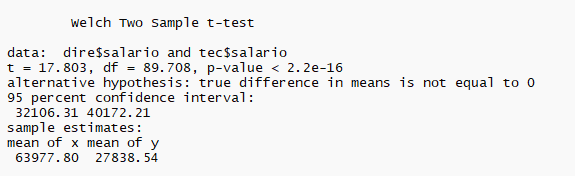 Welch Two Sample t-test
data: dire$salario and tec$salario
t = 17.803, df = 89.708, p-value < 2.2e-16
alternative hypothesis: true difference in means is not equal to 0
95 percent confidence interval:
32106.31 40172.21
sample estimates:
mean of x mean of y
63977.80 27838.54